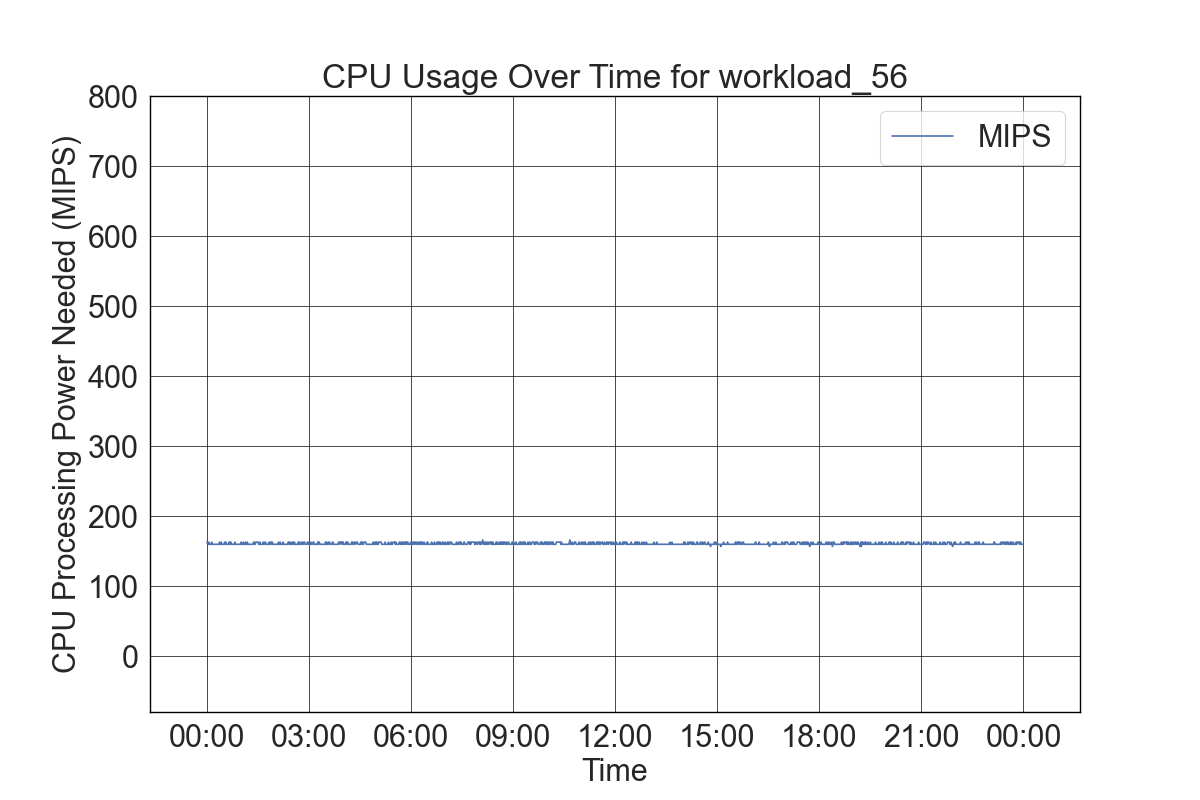 CPU Usage Over Time for workload_56
CPU Processing Power Needed (MIPS)
800
700
600
500
400
300
200
100
0
MIPS
00:00 03:00 06:00 09:00 12:00 15:00 18:00 21:00 00:00
Time